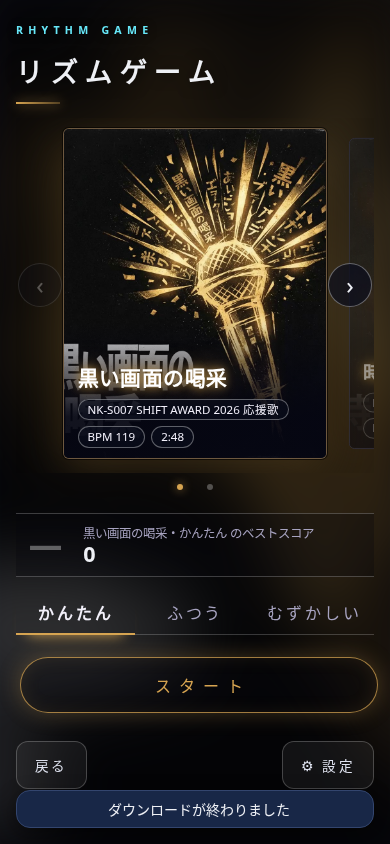 RHYTHM GAME
リズムゲーム
黒い画面の喝采
NK-S007 SHIFT AWARD 2026 応援歌
BPM 119
2:48
黒い画面の喝采・かんたん のベストスコア
0
かんたん
ふつう
むずかしい
スタート
戻る
⚙ 設定
ダウンロードが終わりました